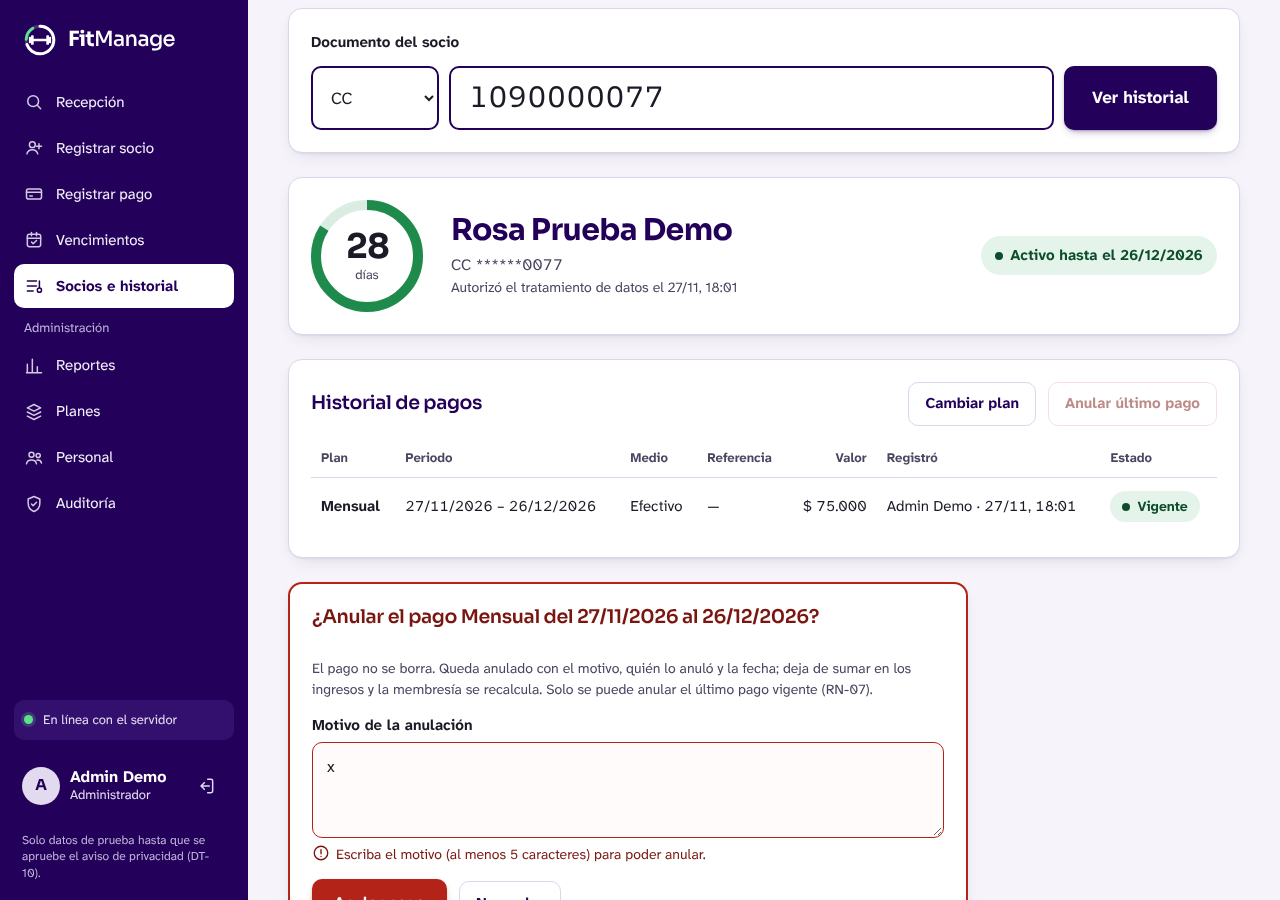 FitManage
Recepción
Registrar socio
Registrar pago
Vencimientos
Socios e historial
Administración
Reportes
Planes
Personal
Auditoría
En línea con el servidor
A
Admin Demo
Administrador
Solo datos de prueba hasta que se
apruebe el aviso de privacidad (DT-
10).
Documento del socio
CC
1090000077
Ver historial
28
días
Rosa Prueba Demo
CC ******0077
Autorizó el tratamiento de datos el 27/11, 18:01
Activo hasta el 26/12/2026
Historial de pagos
Cambiar plan
Anular último pago
Plan Periodo Medio Referencia Valor Registró Estado
Mensual 27/11/2026 – 26/12/2026 Efectivo — $ 75.000 Admin Demo · 27/11, 18:01 Vigente
¿Anular el pago Mensual del 27/11/2026 al 26/12/2026?
El pago no se borra. Queda anulado con el motivo, quién lo anuló y la fecha; deja de sumar en los
ingresos y la membresía se recalcula. Solo se puede anular el último pago vigente (RN-07).
Motivo de la anulación
x
Escriba el motivo (al menos 5 caracteres) para poder anular.